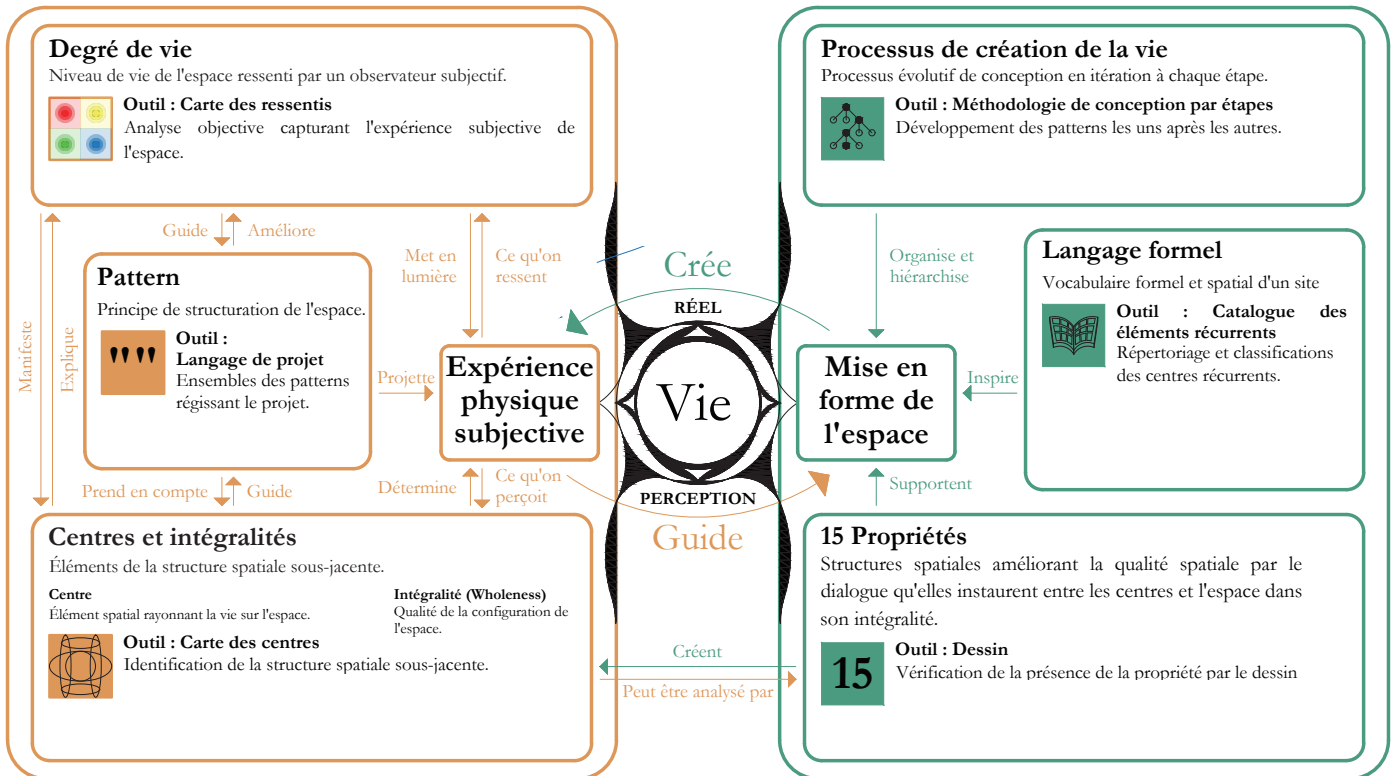 Degré de vie
Niveau de vie de l'espace ressenti par un observateur subjectif.
Outil : Carte des ressentis
Analyse objective capturant l'expérience subjective de
l'espace.
Guide
Améliore
Met en
lumière
Ce qu'on
ressent
Manifeste
Explique
Pattern
Principe de structuration de l'espace.
Outil :
Langage de projet
Ensembles des patterns
régissant le projet.
Projette
Expérience
physique
subjective
Prend en compte
Guide
Détermine
Ce qu'on
perçoit
Centres et intégralités
Éléments de la structure spatiale sous-jacente.
Centre
Élément spatial rayonnant la vie sur l'espace.
Intégralité (Wholeness)
Qualité de la configuration de
l'espace.
Outil : Carte des centres
Identification de la structure spatiale sous-jacente.
Crée
RÉEL
Vie
PERCEPTION
Guide
Créent
Peut être analysé par
Processus de création de la vie
Processus évolutif de conception en itération à chaque étape.
Outil : Méthodologie de conception par étapes
Développement des patterns les uns après les autres.
Organise et
hiérarchise
Langage formel
Vocabulaire formel et spatial d'un site
Outil : Catalogue des
éléments récurrents
Répertoriage et classifications
des centres récurrents.
Mise en
forme de
l'espace
Inspire
Supportent
15 Propriétés
Structures spatiales améliorant la qualité spatiale par le
dialogue qu'elles instaurent entre les centres et l'espace dans
son intégralité.
15
Outil : Dessin
Vérification de la présence de la propriété par le dessin